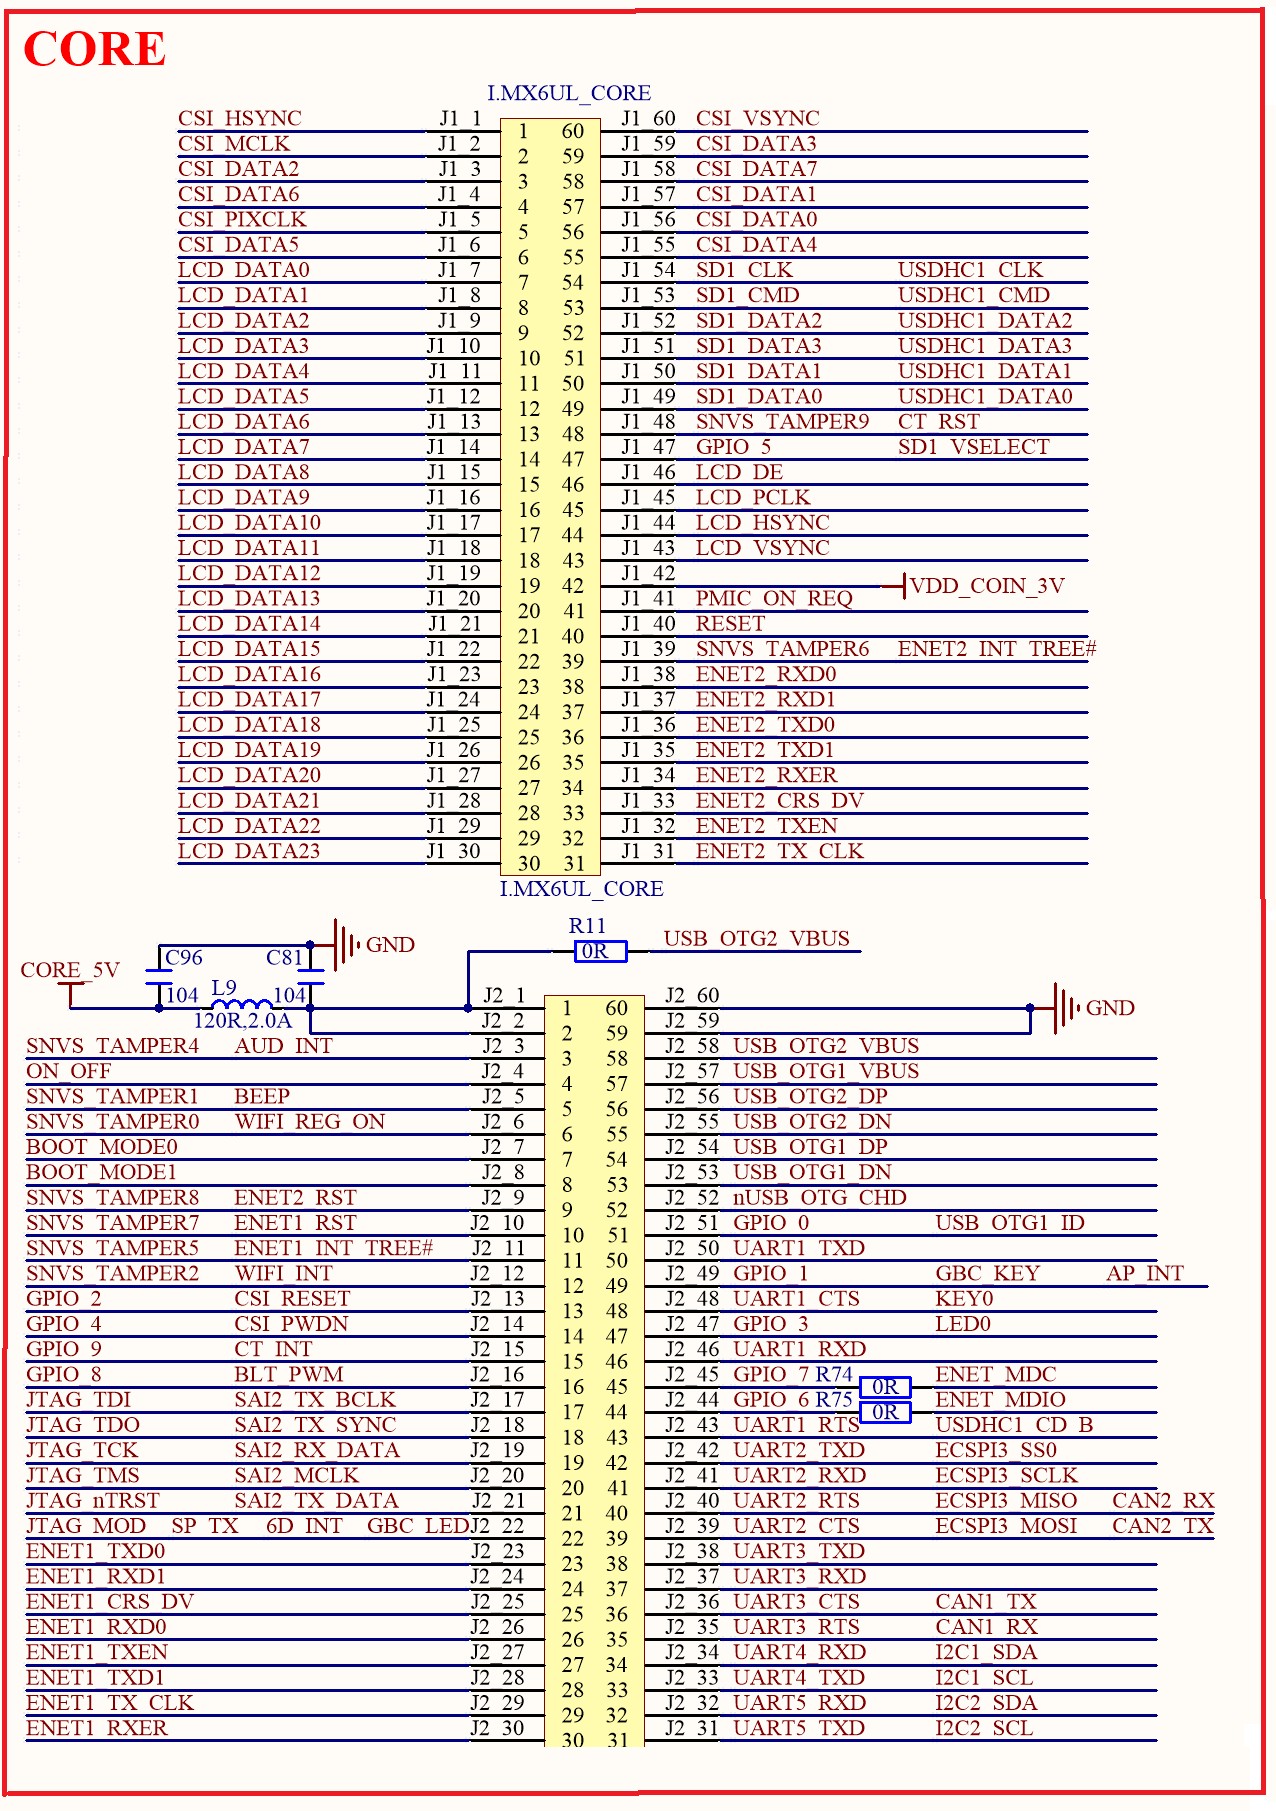 CORE
I.MX6UL_CORE
CSI_HSYNC J1_1 1 60 J1_60 CSI_VSYNC
CSI_MCLK J1_2 2 59 J1_59 CSI_DATA3
CSI_DATA2 J1_3 3 58 J1_58 CSI_DATA7
CSI_DATA6 J1_4 4 57 J1_57 CSI_DATA1
CSI_PIXCLK J1_5 5 56 J1_56 CSI_DATA0
CSI_DATA5 J1_6 6 55 J1_55 CSI_DATA4
LCD_DATA0 J1_7 7 54 J1_54 SD1_CLK USDHC1_CLK
LCD_DATA1 J1_8 8 53 J1_53 SD1_CMD USDHC1_CMD
LCD_DATA2 J1_9 9 52 J1_52 SD1_DATA2 USDHC1_DATA2
LCD_DATA3 J1_10 10 51 J1_51 SD1_DATA3 USDHC1_DATA3
LCD_DATA4 J1_11 11 50 J1_50 SD1_DATA1 USDHC1_DATA1
LCD_DATA5 J1_12 12 49 J1_49 SD1_DATA0 USDHC1_DATA0
LCD_DATA6 J1_13 13 48 J1_48 SNVS_TAMPER9 CT_RST
LCD_DATA7 J1_14 14 47 J1_47 GPIO_5 SD1_VSELECT
LCD_DATA8 J1_15 15 46 J1_46 LCD_DE
LCD_DATA9 J1_16 16 45 J1_45 LCD_PCLK
LCD_DATA10 J1_17 17 44 J1_44 LCD_HSYNC
LCD_DATA11 J1_18 18 43 J1_43 LCD_VSYNC
LCD_DATA12 J1_19 19 42 J1_42 VDD_COIN_3V
LCD_DATA13 J1_20 20 41 J1_41 PMIC_ON_REQ
LCD_DATA14 J1_21 21 40 J1_40 RESET
LCD_DATA15 J1_22 22 39 J1_39 SNVS_TAMPER6 ENET2_INT_TREE#
LCD_DATA16 J1_23 23 38 J1_38 ENET2_RXD0
LCD_DATA17 J1_24 24 37 J1_37 ENET2_RXD1
LCD_DATA18 J1_25 25 36 J1_36 ENET2_TXD0
LCD_DATA19 J1_26 26 35 J1_35 ENET2_TXD1
LCD_DATA20 J1_27 27 34 J1_34 ENET2_RXER
LCD_DATA21 J1_28 28 33 J1_33 ENET2_CRS_DV
LCD_DATA22 J1_29 29 32 J1_32 ENET2_TXEN
LCD_DATA23 J1_30 30 31 J1_31 ENET2_TX_CLK
I.MX6UL_CORE
R11
0R
USB_OTG2_VBUS
GND
C96 C81
CORE_5V
104 L9 104
120R,2.0A
J2_1 1 60 J2_60 GND
J2_2 2 59 J2_59
SNVS_TAMPER4 AUD_INT J2_3 3 58 J2_58 USB_OTG2_VBUS
ON_OFF J2_4 4 57 J2_57 USB_OTG1_VBUS
SNVS_TAMPER1 BEEP J2_5 5 56 J2_56 USB_OTG2_DP
SNVS_TAMPER0 WIFI_REG_ON J2_6 6 55 J2_55 USB_OTG2_DN
BOOT_MODE0 J2_7 7 54 J2_54 USB_OTG1_DP
BOOT_MODE1 J2_8 8 53 J2_53 USB_OTG1_DN
SNVS_TAMPER8 ENET2_RST J2_9 9 52 J2_52 nUSB_OTG_CHD
SNVS_TAMPER7 ENET1_RST J2_10 10 51 J2_51 GPIO_0 USB_OTG1_ID
SNVS_TAMPER5 ENET1_INT_TREE# J2_11 11 50 J2_50 UART1_TXD
SNVS_TAMPER2 WIFI_INT J2_12 12 49 J2_49 GPIO_1 GBC_KEY AP_INT
GPIO_2 CSI_RESET J2_13 13 48 J2_48 UART1_CTS KEY0
GPIO_4 CSI_PWDN J2_14 14 47 J2_47 GPIO_3 LED0
GPIO_9 CT_INT J2_15 15 46 J2_46 UART1_RXD
GPIO_8 BLT_PWM J2_16 16 45 J2_45 GPIO_7 R74 0R ENET_MDC
JTAG_TDI SAI2_TX_BCLK J2_17 17 44 J2_44 GPIO_6 R75 0R ENET_MDIO
JTAG_TDO SAI2_TX_SYNC J2_18 18 43 J2_43 UART1_RTS USDHC1_CD_B
JTAG_TCK SAI2_RX_DATA J2_19 19 42 J2_42 UART2_TXD ECSPI3_SS0
JTAG_TMS SAI2_MCLK J2_20 20 41 J2_41 UART2_RXD ECSPI3_SCLK
JTAG_nTRST SAI2_TX_DATA J2_21 21 40 J2_40 UART2_RTS ECSPI3_MISO CAN2_RX
JTAG_MOD SP_TX 6D_INT GBC_LED J2_22 22 39 J2_39 UART2_CTS ECSPI3_MOSI CAN2_TX
ENET1_TXD0 J2_23 23 38 J2_38 UART3_TXD
ENET1_RXD1 J2_24 24 37 J2_37 UART3_RXD
ENET1_CRS_DV J2_25 25 36 J2_36 UART3_CTS CAN1_TX
ENET1_RXD0 J2_26 26 35 J2_35 UART3_RTS CAN1_RX
ENET1_TXEN J2_27 27 34 J2_34 UART4_RXD I2C1_SDA
ENET1_TXD1 J2_28 28 33 J2_33 UART4_TXD I2C1_SCL
ENET1_TX_CLK J2_29 29 32 J2_32 UART5_RXD I2C2_SDA
ENET1_RXER J2_30 30 31 J2_31 UART5_TXD I2C2_SCL